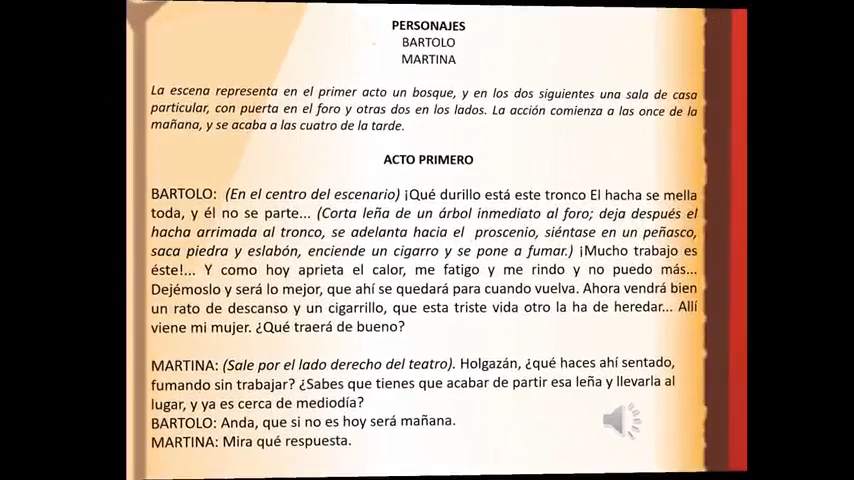 PERSONAJES
BARTOLO
MARTINA
La escena representa en el primer acto un bosque, y en los dos siguientes una sala de casa
particular, con puerta en el foro y otras dos en los lados. La acción comienza a las once de la
mañana, y se acaba a las cuatro de la tarde.
ACTO PRIMERO
BARTOLO: (En el centro del escenario) ¡Qué durillo está este tronco El hacha se mella
toda, y él no se parte... (Corta leña de un árbol inmediato al foro; deja después el
hacha arrimada al tronco, se adelanta hacia el proscenio, siéntase en un peñasco,
saca piedra y eslabón, enciende un cigarro y se pone a fumar.) ¡Mucho trabajo es
éste!... Y como hoy aprieta el calor, me fatigo y me rindo y no puedo más...
Dejémoslo y será lo mejor, que ahí se quedará para cuando vuelva. Ahora vendrá bien
un rato de descanso y un cigarrillo, que esta triste vida otro la ha de heredar... Allí
viene mi mujer. ¿Qué traerá de bueno?
MARTINA: (Sale por el lado derecho del teatro). Holgazán, ¿qué haces ahí sentado,
fumando sin trabajar? ¿Sabes que tienes que acabar de partir esa leña y llevarla al
lugar, y ya es cerca de mediodía?
BARTOLO: Anda, que si no es hoy será mañana.
MARTINA: Mira qué respuesta.